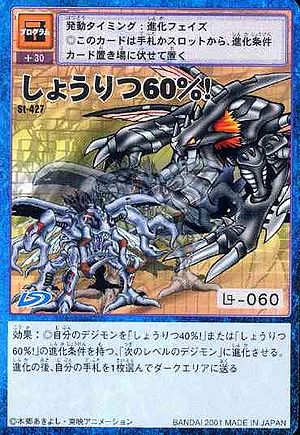 プログラム
+30
発動タイミング：進化フェイズ
◎このカードは手札かスロットから、進化条件
カード置き場に伏せて置く
しょうりつ60%!
St-427
-060
効果：◎自分のデジモンを「しょうりつ40%!」または「しょうりつ
60%!」の進化条件を持つ、「次のレベルのデジモン」に進化させる。
進化の後、自分の手札を1枚選んでダークエリアに送る
©本郷あきよし・東映アニメーション
BANDAI 2001 MADE IN JAPAN